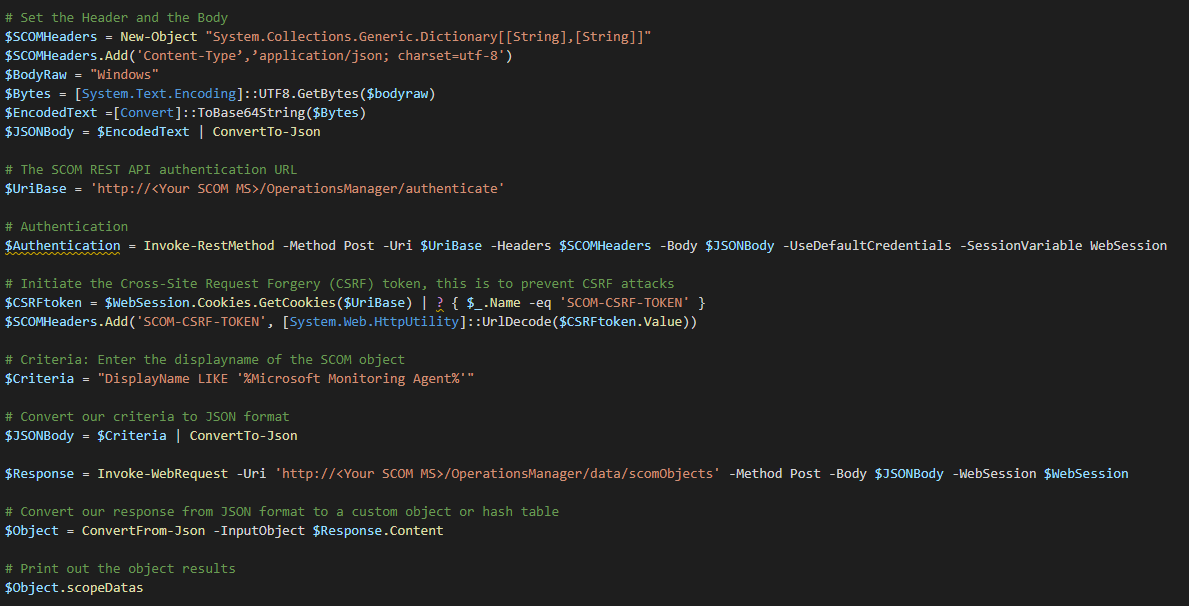 # Set the Header and the Body
$SCOMHeaders = New-Object "System.Collections.Generic.Dictionary[[String],[String]]"
$SCOMHeaders.Add('Content-Type’,’application/json; charset=utf-8')
$BodyRaw = "Windows"
$Bytes = [System.Text.Encoding]::UTF8.GetBytes($bodyraw)
$EncodedText =[Convert]::ToBase64String($Bytes)
$JSONBody = $EncodedText | ConvertTo-Json
# The SCOM REST API authentication URL
$UriBase = 'http://<Your SCOM MS>/OperationsManager/authenticate'
# Authentication
$Authentication = Invoke-RestMethod -Method Post -Uri $UriBase -Headers $SCOMHeaders -Body $JSONBody -UseDefaultCredentials -SessionVariable WebSession
# Initiate the Cross-Site Request Forgery (CSRF) token, this is to prevent CSRF attacks
$CSRFtoken = $WebSession.Cookies.GetCookies($UriBase) | ? { $_.Name -eq 'SCOM-CSRF-TOKEN' }
$SCOMHeaders.Add('SCOM-CSRF-TOKEN', [System.Web.HttpUtility]::UrlDecode($CSRFtoken.Value))
# Criteria: Enter the displayname of the SCOM object
$Criteria = "DisplayName LIKE '%Microsoft Monitoring Agent%'"
# Convert our criteria to JSON format
$JSONBody = $Criteria | ConvertTo-Json
$Response = Invoke-WebRequest -Uri 'http://<Your SCOM MS>/OperationsManager/data/scomObjects' -Method Post -Body $JSONBody -WebSession $WebSession
# Convert our response from JSON format to a custom object or hash table
$Object = ConvertFrom-Json -InputObject $Response.Content
# Print out the object results
$Object.scopeDatas